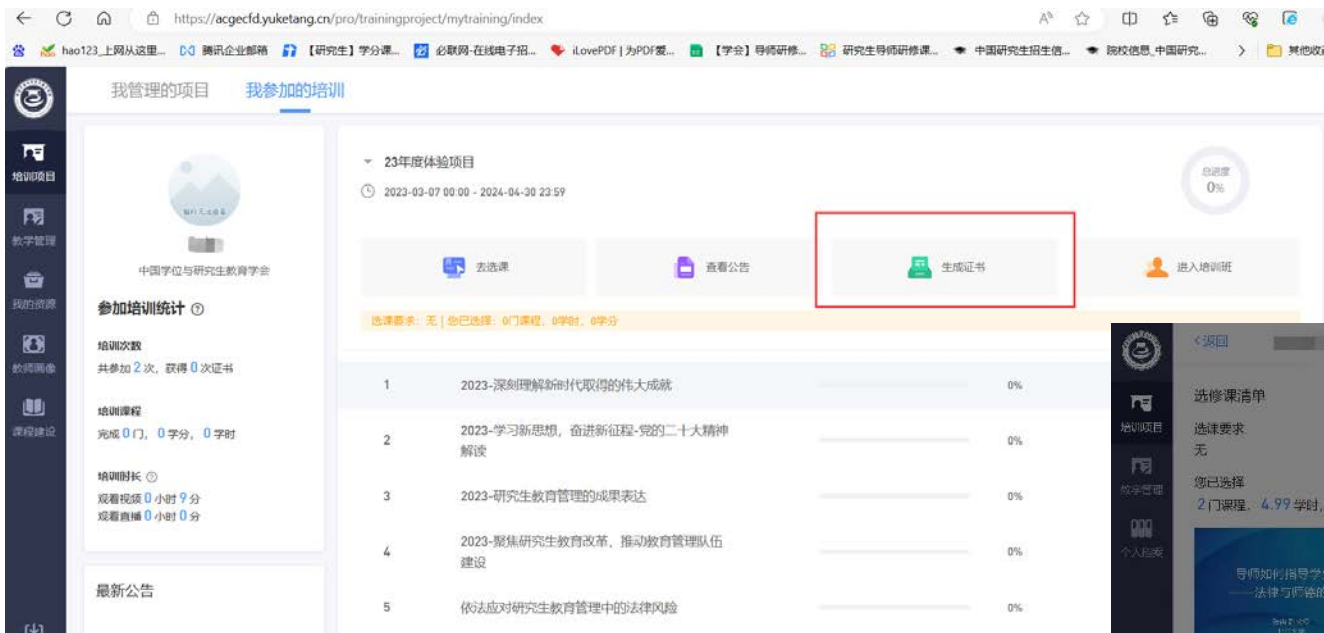 https://acgecfd.yuketang.cn/pro/trainingproject/mytraining/index
hao123_上网从这里... 腾讯企业邮箱 【研究生】学分课... 必联网-在线电子招... iLovePDF | 为PDF爱... 【学会】导师研修... 研究生导师研修课... 中国研究生招生信... 院校信息_中国研究... 其他收
我管理的项目 我参加的培训
培训项目
教学管理
我的资源
教师画像
课程建设
中国学位与研究生教育学会
参加培训统计
培训次数
共参加 2 次，获得 0 次证书
培训课程
完成 0 门， 0 学分， 0 学时
培训时长
观看视频 0 小时 9 分
观看直播 0 小时 0 分
最新公告
23年度体验项目
2023-03-07 00:00 - 2024-04-30 23:59
总进度
0%
去选课 查看公告 生成证书 进入培训班
选课要求：无 | 您已选择：0门课程，0学时，0学分
1 2023-深刻理解新时代取得的伟大成就 0%
2 2023-学习新思想，奋进新征程-党的二十大精神
解读 0%
3 2023-研究生教育管理的成果表达 0%
4 2023-聚焦研究生教育改革，推动教育管理队伍
建设 0%
5 依法应对研究生教育管理中的法律风险 0%
返回
培训项目
教学管理
个人档案
选修课清单
选课要求
无
您已选择
2 门课程， 4.99 学时，
导师如何指导学
——法律与师德的